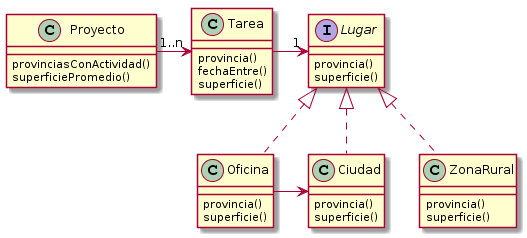 C Proyecto
provinciasConActividad()
superficiePromedio()
1..n
C Tarea
provincia()
fechaEntre()
superficie()
1
I Lugar
provincia()
superficie()
C Oficina
provincia()
superficie()
C Ciudad
provincia()
superficie()
C ZonaRural
provincia()
superficie()